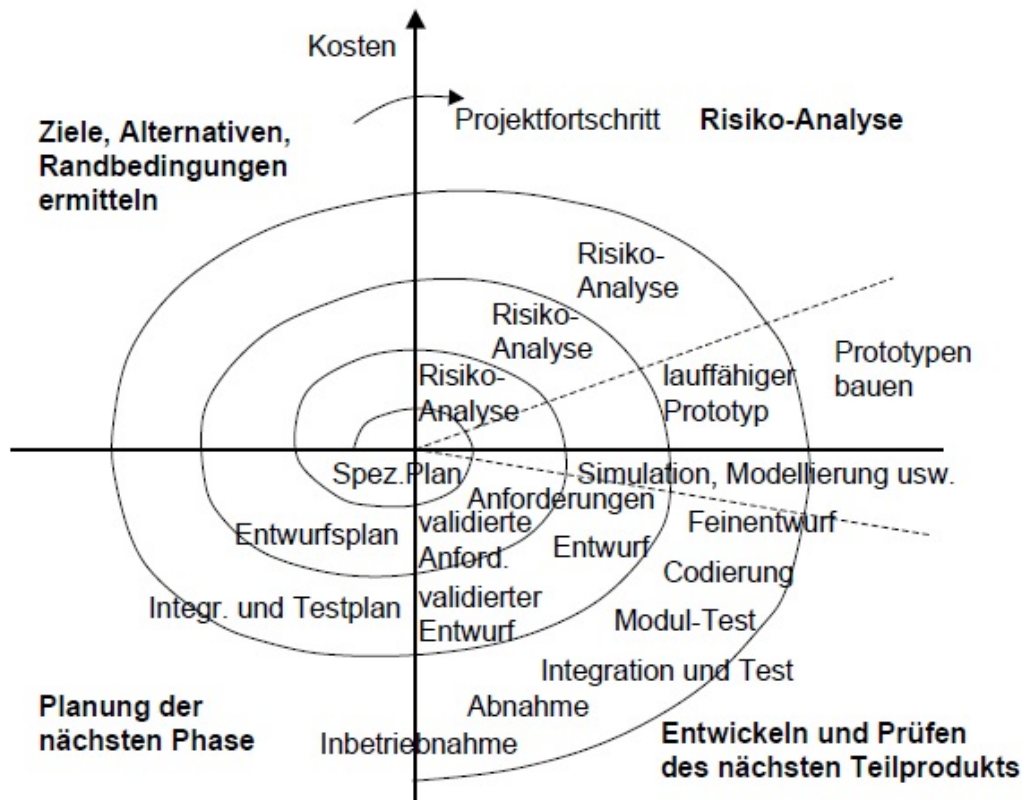 Kosten
Projektfortschritt
Risiko-Analyse
Ziele, Alternativen,
Randbedingungen
ermitteln
Risiko-
Analyse
Risiko-
Analyse
Risiko-
Analyse
lauffähiger
Prototyp
Prototypen
bauen
Spez.Plan
Simulation, Modellierung usw.
Anforderungen
Entwurfsplan
validierte
Anford.
Entwurf
Feinentwurf
Codierung
Integr. und Testplan
validierter
Entwurf
Modul-Test
Integration und Test
Abnahme
Inbetriebnahme
Planung der
nächsten Phase
Entwickeln und Prüfen
des nächsten Teilprodukts